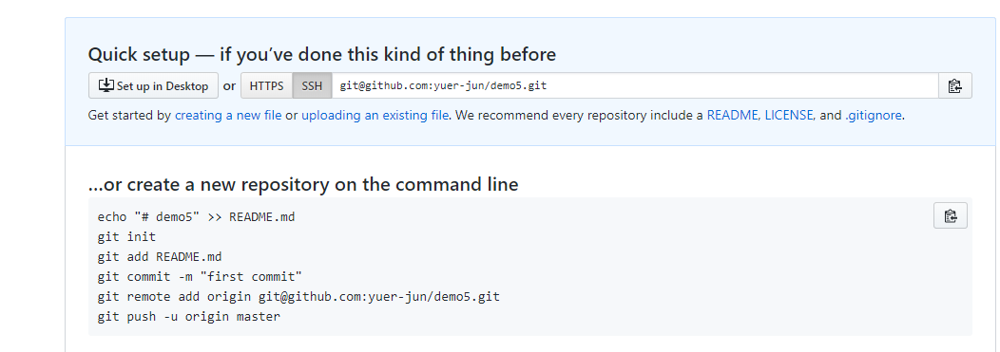 Quick setup — if you’ve done this kind of thing before
Set up in Desktop or HTTPS SSH git@github.com:yuer-jun/demo5.git
Get started by creating a new file or uploading an existing file. We recommend every repository include a README, LICENSE, and .gitignore.
…or create a new repository on the command line
echo "# demo5" >> README.md
git init
git add README.md
git commit -m "first commit"
git remote add origin git@github.com:yuer-jun/demo5.git
git push -u origin master